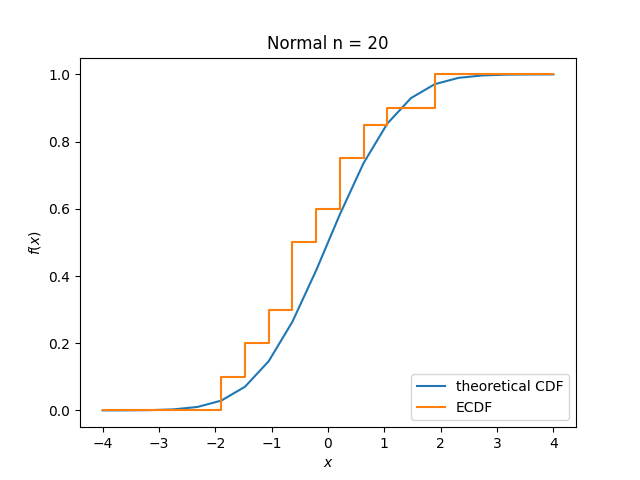 Normal n = 20
f(x)
1.0
0.8
0.6
0.4
0.2
0.0
−4 −3 −2 −1 0 1 2 3 4
x
theoretical CDF
ECDF